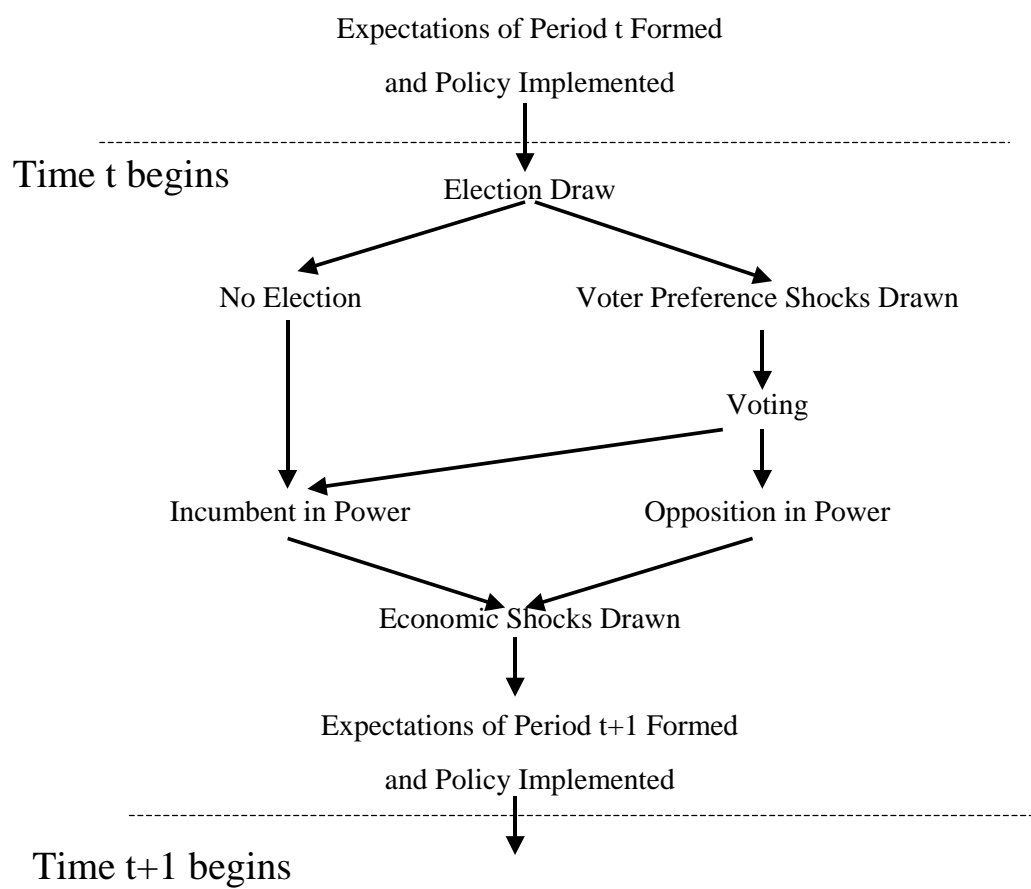 Expectations of Period t Formed
and Policy Implemented
Time t begins
Election Draw
No Election
Voter Preference Shocks Drawn
Voting
Incumbent in Power
Opposition in Power
Economic Shocks Drawn
Expectations of Period t+1 Formed
and Policy Implemented
Time t+1 begins